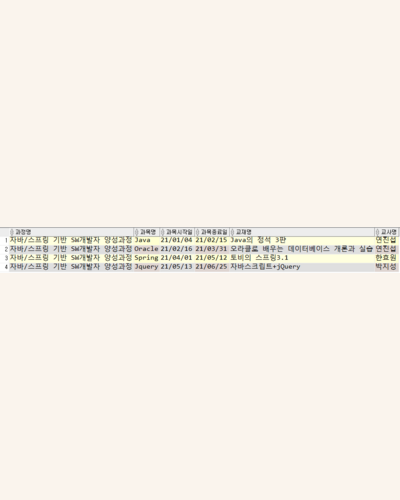 과정명 과목명 과목시작일 과목종료일 교재명 교사명
1 자바/스프링 기반 SW개발자 양성과정 Java 21/01/04 21/02/15 Java의 정석 3판 연진섭
2 자바/스프링 기반 SW개발자 양성과정 Oracle 21/02/16 21/03/31 오라클로 배우는 데이터베이스 개론과 실습 연진섭
3 자바/스프링 기반 SW개발자 양성과정 Spring 21/04/01 21/05/12 토비의 스프링3.1 한효원
4 자바/스프링 기반 SW개발자 양성과정 Jquery 21/05/13 21/06/25 자바스크립트+jQuery 박지성